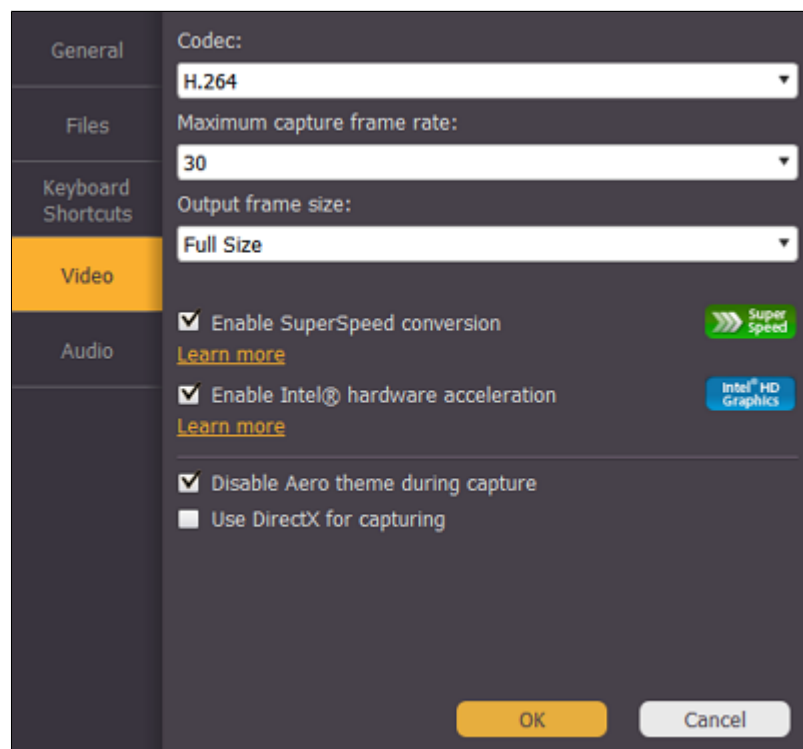 General
Files
Keyboard
Shortcuts
Video
Audio
Codec:
H.264
Maximum capture frame rate:
30
Output frame size:
Full Size
Enable SuperSpeed conversion
Super
Speed
Learn more
Enable Intel® hardware acceleration
Intel® HD
Graphics
Learn more
Disable Aero theme during capture
Use DirectX for capturing
OK
Cancel